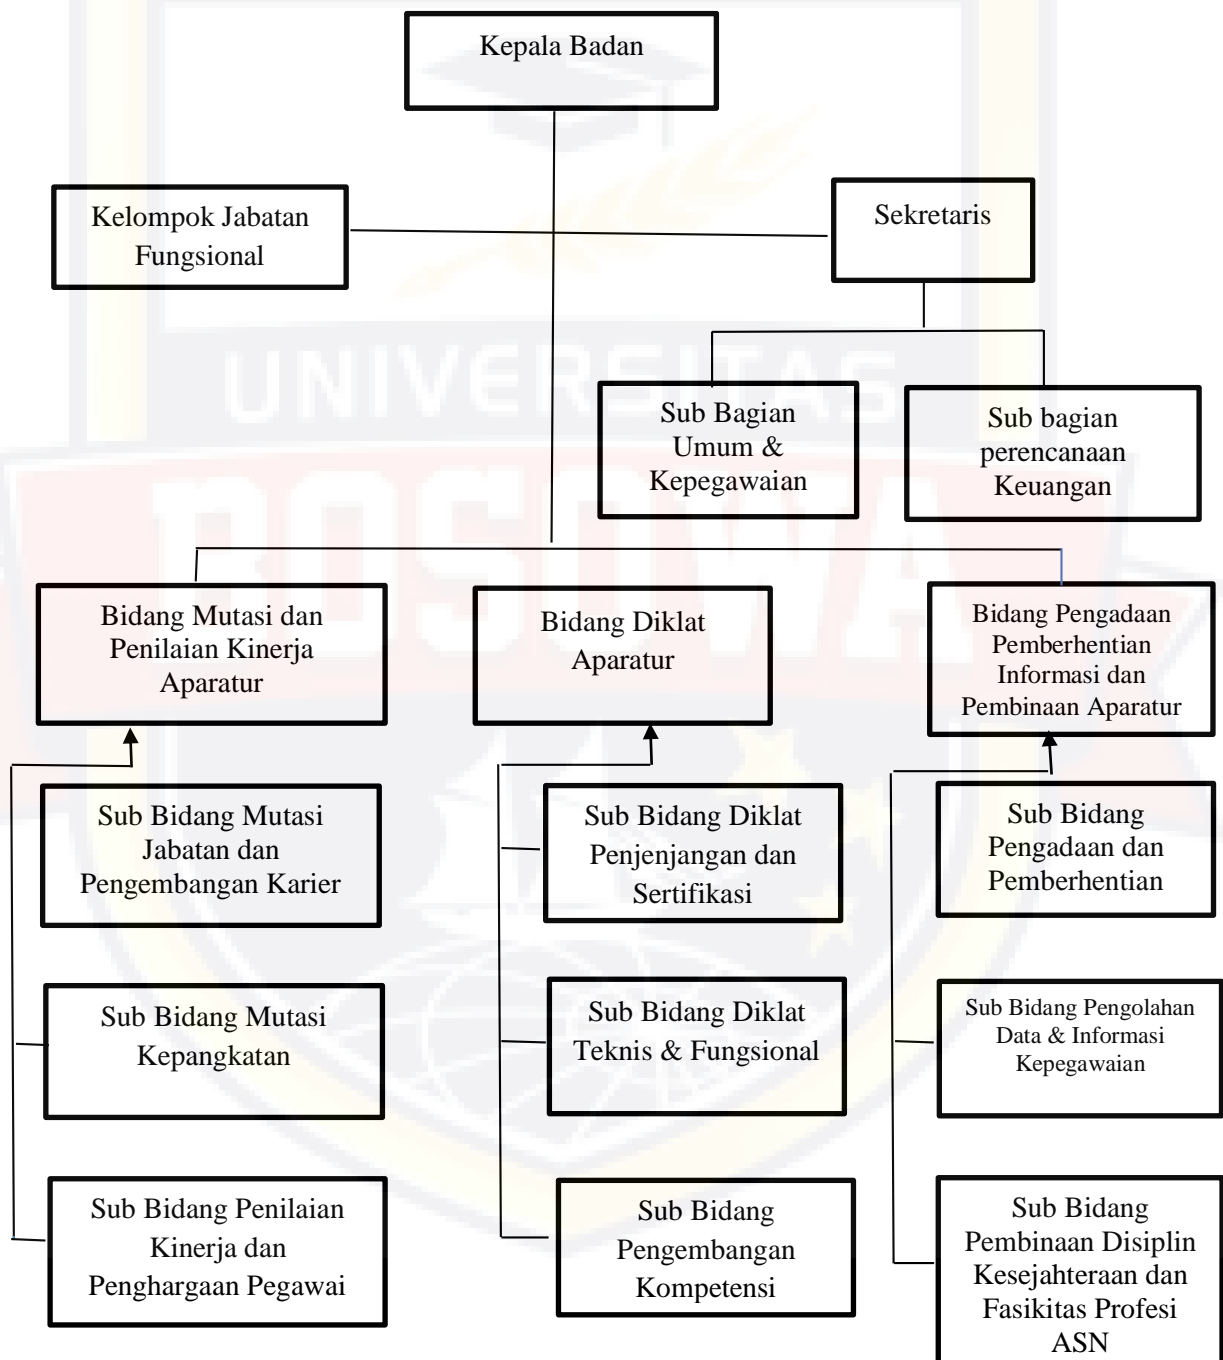 Kepala Badan
Kelompok Jabatan
Fungsional
Sekretaris
UNIVERSITAS
BOSOWA
Sub Bagian
Umum &
Kepegawaian
Sub bagian
perencanaan
Keuangan
Bidang Mutasi dan
Penilaian Kinerja
Aparatur
Bidang Diklat
Aparatur
Bidang Pengadaan
Pemberhentian
Informasi dan
Pembinaan Aparatur
Sub Bidang Mutasi
Jabatan dan
Pengembangan Karier
Sub Bidang Diklat
Penjenjangan dan
Sertifikasi
Sub Bidang
Pengadaan dan
Pemberhentian
Sub Bidang Mutasi
Kepangkatan
Sub Bidang Diklat
Teknis & Fungsional
Sub Bidang Pengolahan
Data & Informasi
Kepegawaian
Sub Bidang Penilaian
Kinerja dan
Penghargaan Pegawai
Sub Bidang
Pengembangan
Kompetensi
Sub Bidang
Pembinaan Disiplin
Kesejahteraan dan
Fasikitas Profesi
ASN